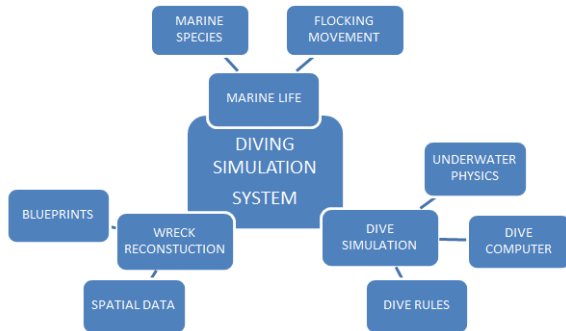 MARINE
SPECIES
FLOCKING
MOVEMENT
MARINE LIFE
DIVING
SIMULATION
SYSTEM
UNDERWATER
PHYSICS
BLUEPRINTS
WRECK
RECONSTUCTION
DIVE
SIMULATION
DIVE
COMPUTER
SPATIAL DATA
DIVE RULES